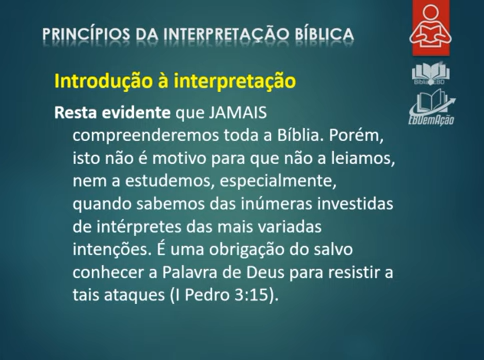 PRINCÍPIOS DA INTERPRETAÇÃO BÍBLICA
Introdução à interpretação
Resta evidente que JAMAIS
compreenderemos toda a Bíblia. Porém,
isto não é motivo para que não a leiamos,
nem a estudemos, especialmente,
quando sabemos das inúmeras investidas
de intérpretes das mais variadas
intenções. É uma obrigação do salvo
conhecer a Palavra de Deus para resistir a
tais ataques (I Pedro 3:15).
EBDemAção